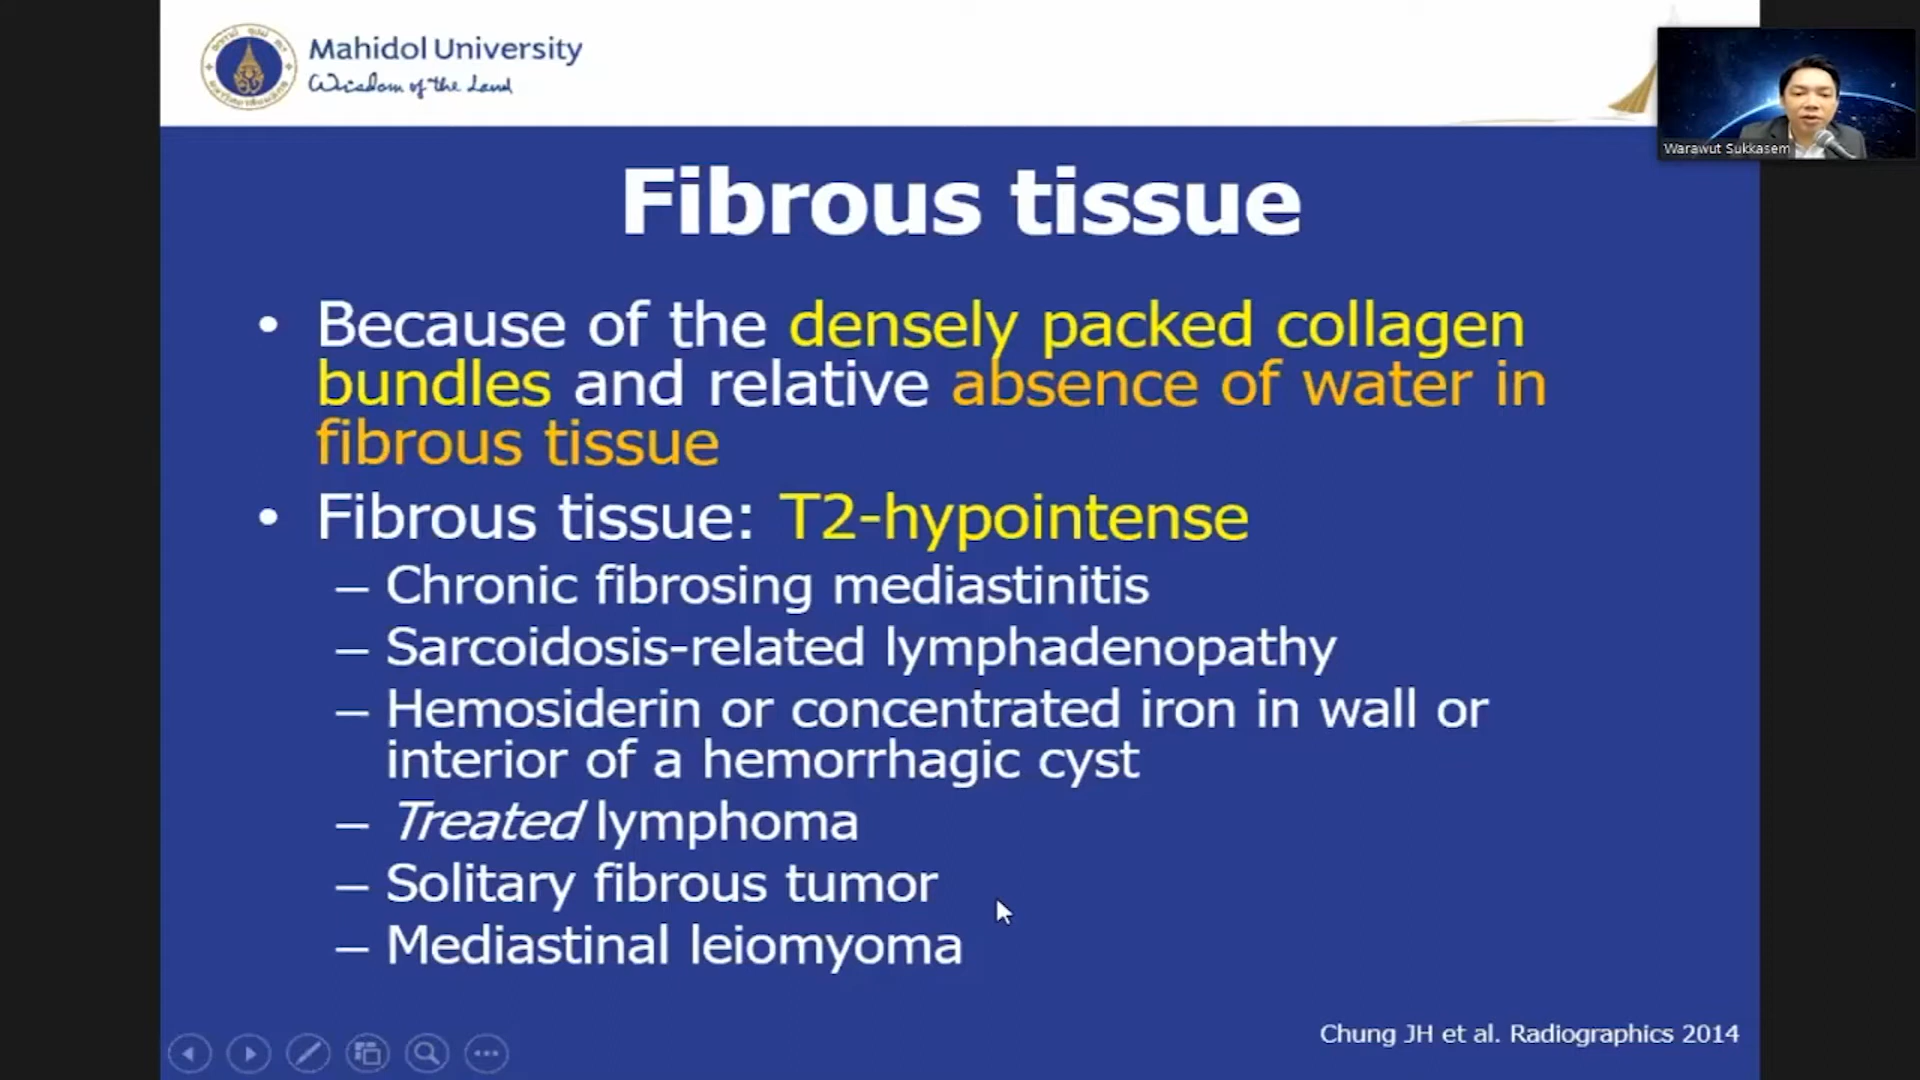 Mahidol University
Wisdom of the Land
Warawut Sukkasem
Fibrous tissue
• Because of the densely packed collagen
bundles and relative absence of water in
fibrous tissue
• Fibrous tissue: T2-hypointense
– Chronic fibrosing mediastinitis
– Sarcoidosis-related lymphadenopathy
– Hemosiderin or concentrated iron in wall or
interior of a hemorrhagic cyst
– Treated lymphoma
– Solitary fibrous tumor
– Mediastinal leiomyoma
Chung JH et al. Radiographics 2014